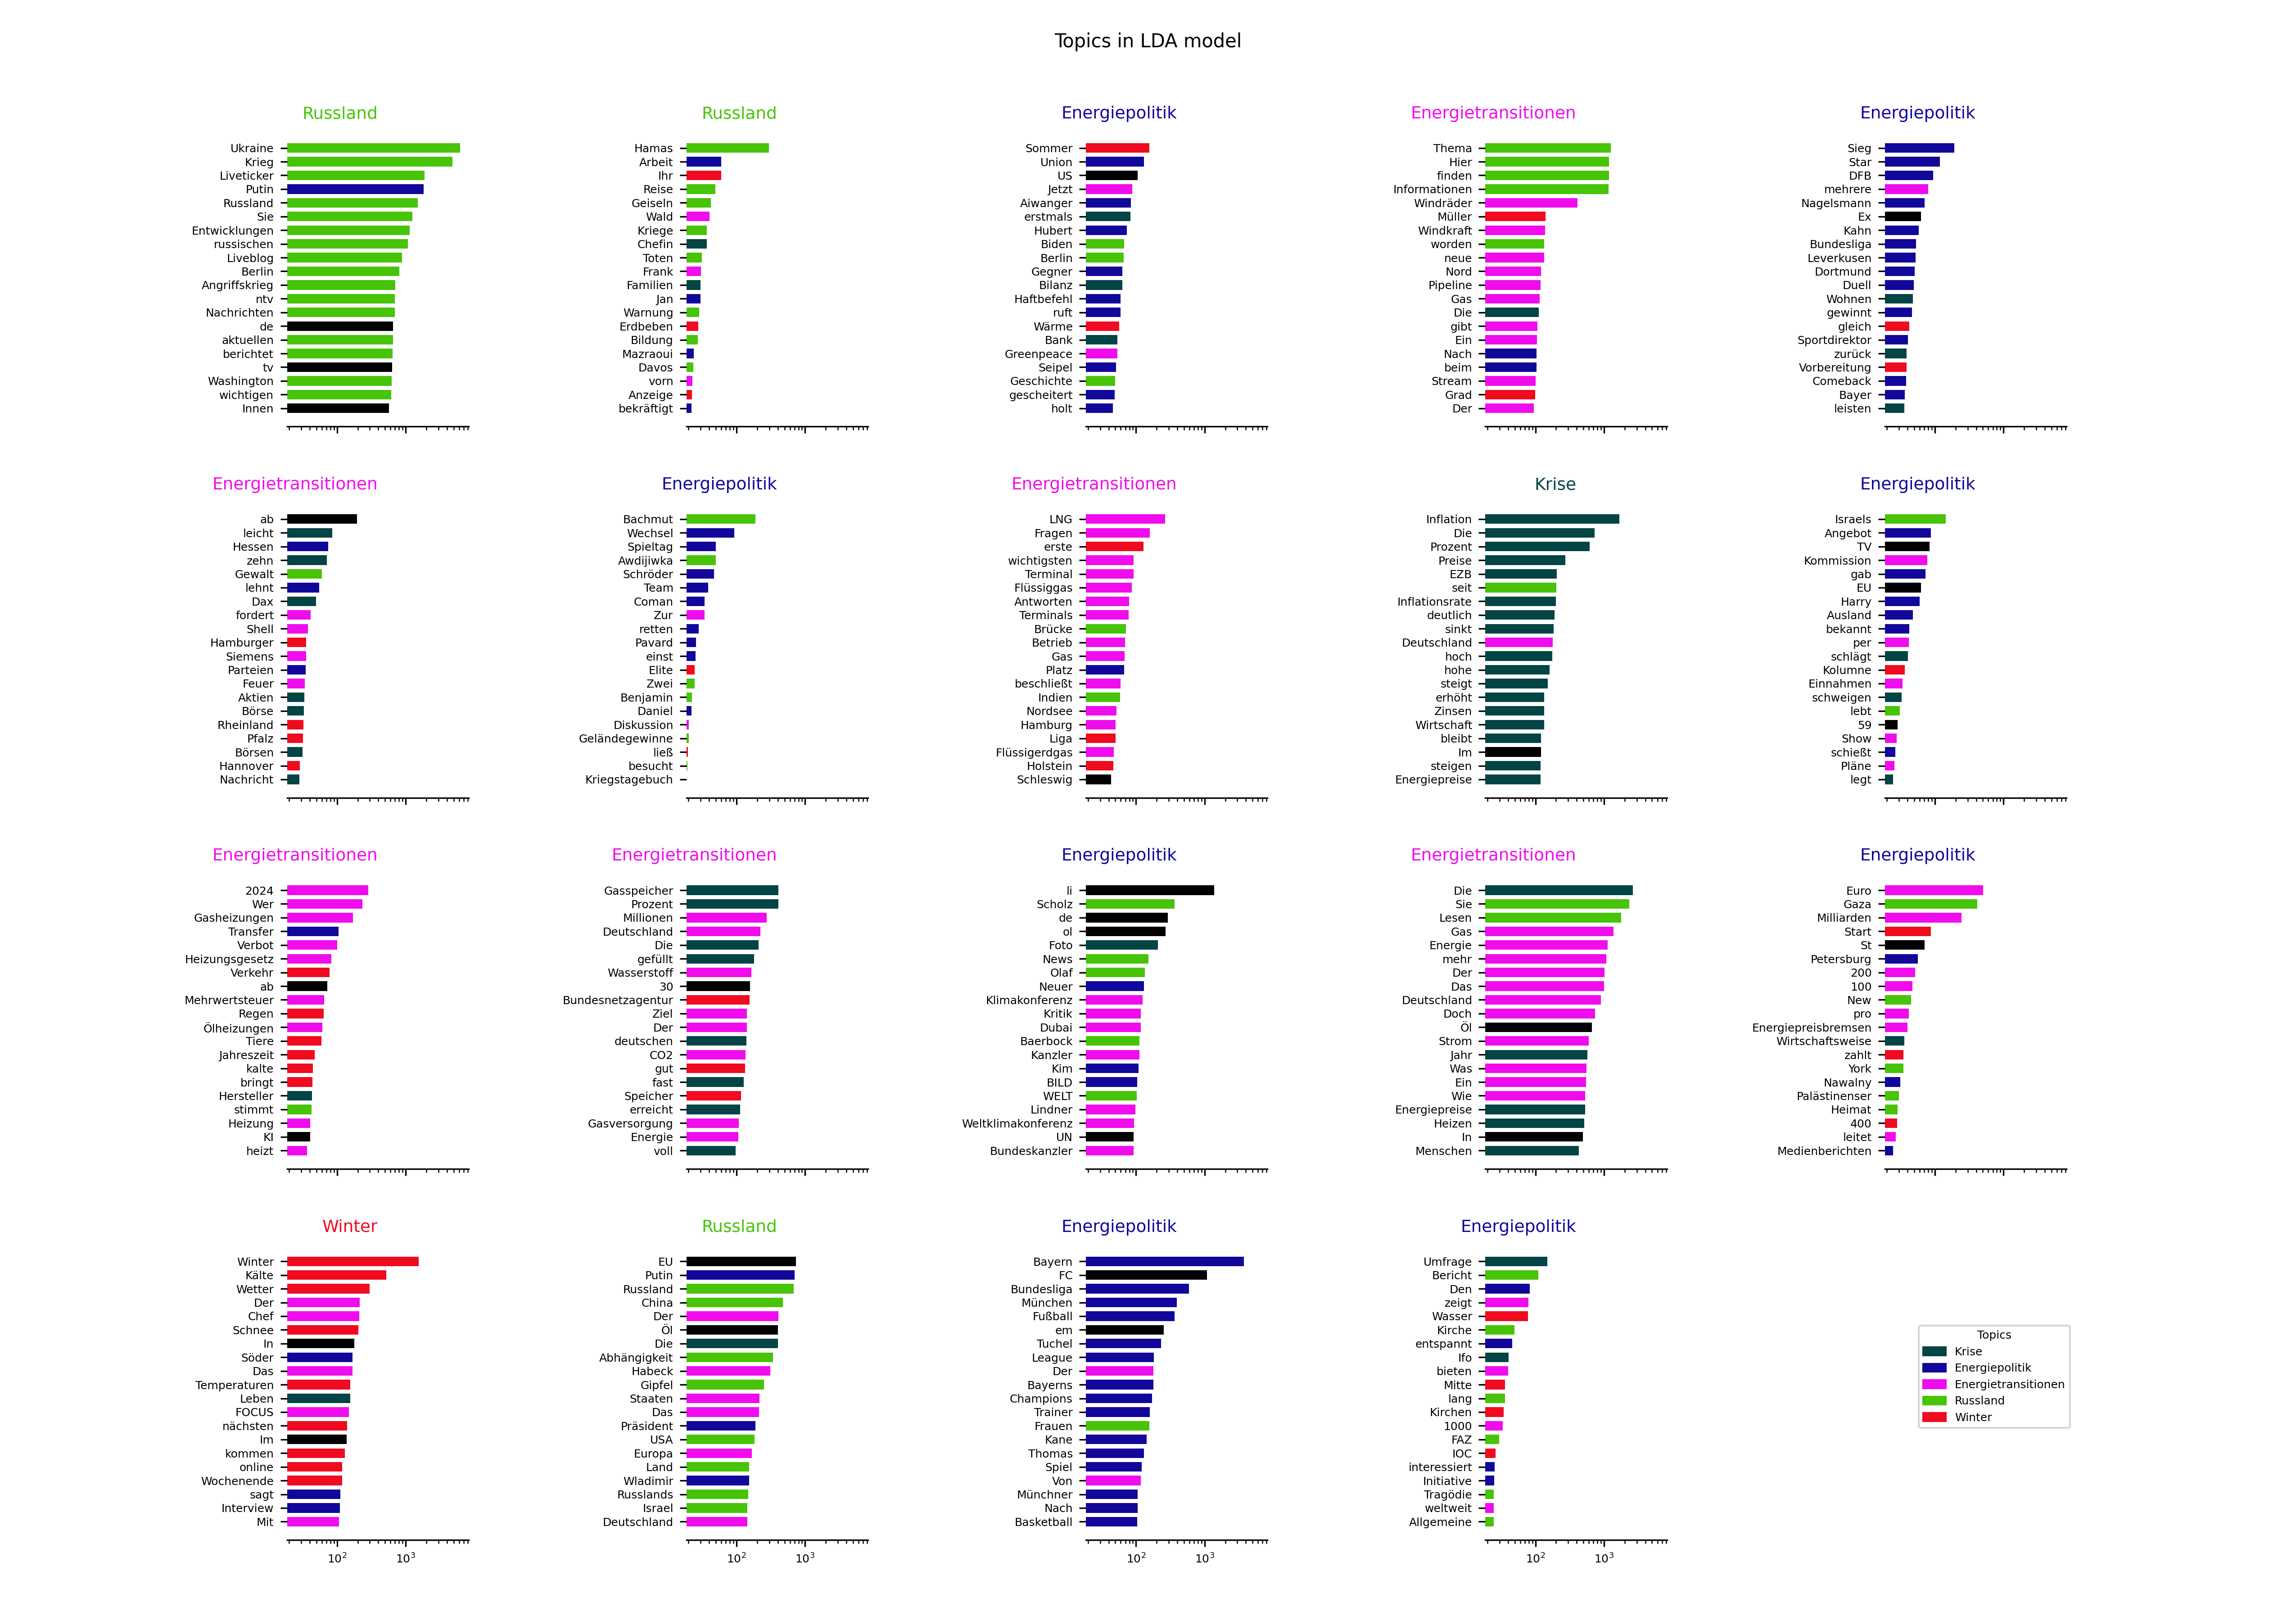 Topics in LDA model
Russland
Ukraine
Krieg
Liveticker
Putin
Russland
Sie
Entwicklungen
russischen
Liveblog
Berlin
Angriffskrieg
ntv
Nachrichten
de
aktuellen
berichtet
tv
Washington
wichtigen
Innen
Russland
Hamas
Arbeit
Ihr
Reise
Geiseln
Wald
Kriege
Chefin
Toten
Frank
Familien
Jan
Warnung
Erdbeben
Bildung
Mazraoui
Davos
vorn
Anzeige
bekräftigt
Energiepolitik
Sommer
Union
US
Jetzt
Aiwanger
erstmals
Hubert
Biden
Berlin
Gegner
Bilanz
Haftbefehl
ruft
Wärme
Bank
Greenpeace
Seipel
Geschichte
gescheitert
holt
Energietransitionen
Thema
Hier
finden
Informationen
Windräder
Müller
Windkraft
worden
neue
Nord
Pipeline
Gas
Die
gibt
Ein
Nach
beim
Stream
Grad
Der
Energiepolitik
Sieg
Star
DFB
mehrere
Nagelsmann
Ex
Kahn
Bundesliga
Leverkusen
Dortmund
Duell
Wohnen
gewinnt
gleich
Sportdirektor
zurück
Vorbereitung
Comeback
Bayer
leisten
Energietransitionen
ab
leicht
Hessen
zehn
Gewalt
lehnt
Dax
fordert
Shell
Hamburger
Siemens
Parteien
Feuer
Aktien
Börse
Rheinland
Pfalz
Börsen
Hannover
Nachricht
Energiepolitik
Bachmut
Wechsel
Spieltag
Awdijiwka
Schröder
Team
Coman
Zur
retten
Pavard
einst
Elite
Zwei
Benjamin
Daniel
Diskussion
Geländegewinne
ließ
besucht
Kriegstagebuch
Energietransitionen
LNG
Fragen
erste
wichtigsten
Terminal
Flüssiggas
Antworten
Terminals
Brücke
Betrieb
Gas
Platz
beschließt
Indien
Nordsee
Hamburg
Liga
Flüssigerdgas
Holstein
Schleswig
Krise
Inflation
Die
Prozent
Preise
EZB
seit
Inflationsrate
deutlich
sinkt
Deutschland
hoch
hohe
steigt
erhöht
Zinsen
Wirtschaft
bleibt
Im
steigen
Energiepreise
Energiepolitik
Israels
Angebot
TV
Kommission
gab
EU
Harry
Ausland
bekannt
per
schlägt
Kolumne
Einnahmen
schweigen
lebt
59
Show
schießt
Pläne
legt
Energietransitionen
2024
Wer
Gasheizungen
Transfer
Verbot
Heizungsgesetz
Verkehr
ab
Mehrwertsteuer
Regen
Ölheizungen
Tiere
Jahreszeit
kalte
bringt
Hersteller
stimmt
Heizung
KI
heizt
Energietransitionen
Gasspeicher
Prozent
Millionen
Deutschland
Die
gefüllt
Wasserstoff
30
Bundesnetzagentur
Ziel
Der
deutschen
CO2
gut
fast
Speicher
erreicht
Gasversorgung
Energie
voll
Energiepolitik
li
Scholz
de
ol
Foto
News
Olaf
Neuer
Klimakonferenz
Kritik
Dubai
Baerbock
Kanzler
Kim
BILD
WELT
Lindner
Weltklimakonferenz
UN
Bundeskanzler
Energietransitionen
Die
Sie
Lesen
Gas
Energie
mehr
Der
Das
Deutschland
Doch
Öl
Strom
Jahr
Was
Ein
Wie
Energiepreise
Heizen
In
Menschen
Energiepolitik
Euro
Gaza
Milliarden
Start
St
Petersburg
200
100
New
pro
Energiepreisbremsen
Wirtschaftsweise
zahlt
York
Nawalny
Palästinenser
Heimat
400
leitet
Medienberichten
Winter
Winter
Kälte
Wetter
Der
Chef
Schnee
In
Söder
Das
Temperaturen
Leben
FOCUS
nächsten
Im
kommen
online
Wochenende
sagt
Interview
Mit
10² 10³
Russland
EU
Putin
Russland
China
Der
Öl
Die
Abhängigkeit
Habeck
Gipfel
Staaten
Das
Präsident
USA
Europa
Land
Wladimir
Russlands
Israel
Deutschland
10² 10³
Energiepolitik
Bayern
FC
Bundesliga
München
Fußball
em
Tuchel
League
Der
Bayerns
Champions
Trainer
Frauen
Kane
Thomas
Spiel
Von
Münchner
Nach
Basketball
10² 10³
Energiepolitik
Umfrage
Bericht
Den
zeigt
Wasser
Kirche
entspannt
Ifo
bieten
Mitte
lang
Kirchen
1000
FAZ
IOC
interessiert
Initiative
Tragödie
weltweit
Allgemeine
10² 10³
Topics
Krise
Energiepolitik
Energietransitionen
Russland
Winter